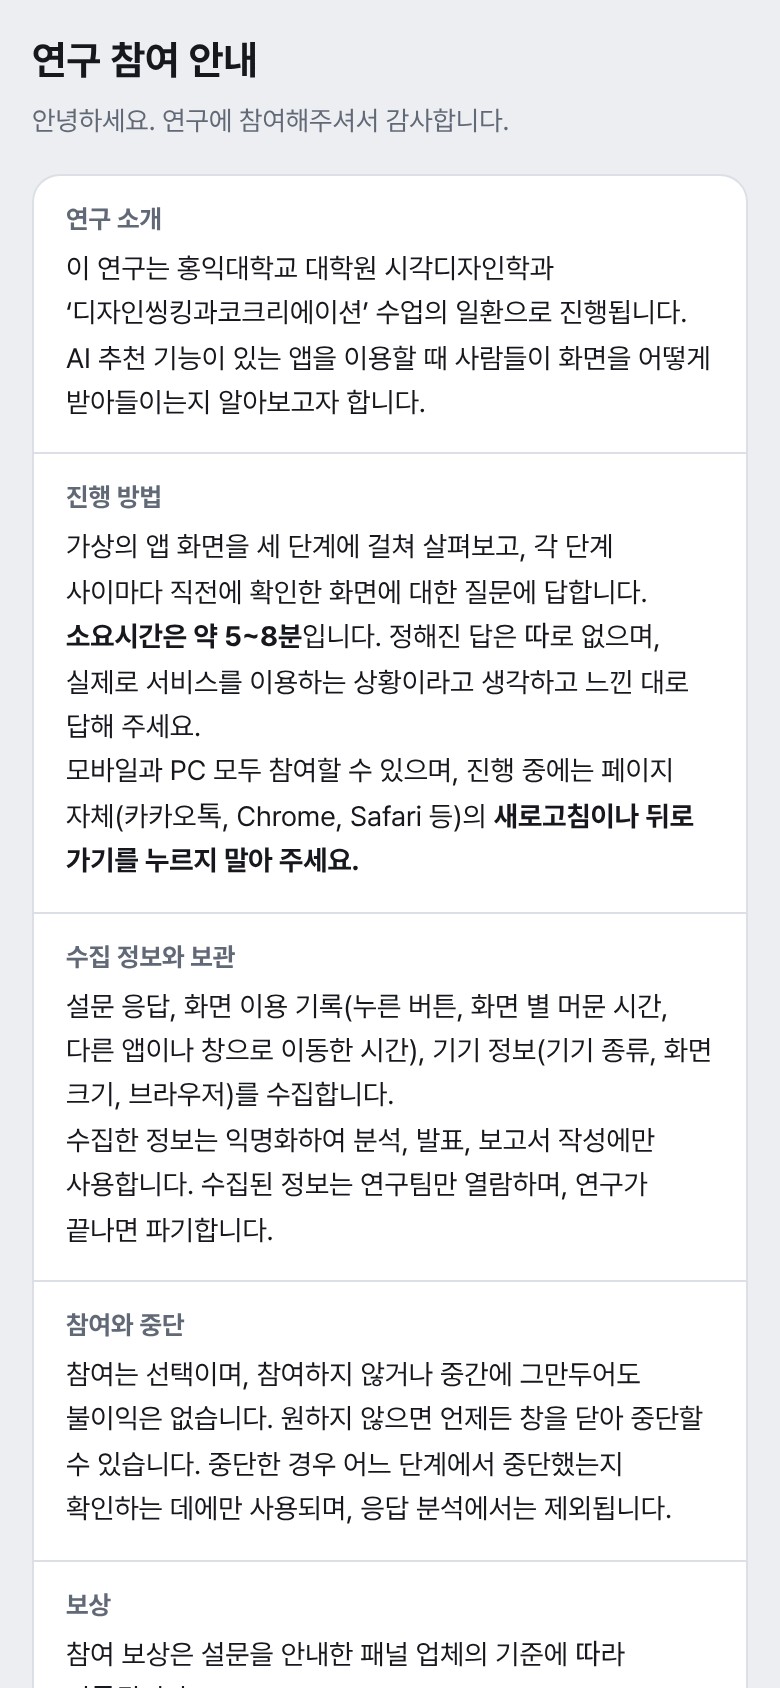 연구 참여 안내
안녕하세요. 연구에 참여해주셔서 감사합니다.
연구 소개
이 연구는 홍익대학교 대학원 시각디자인학과
‘디자인씽킹과코크리에이션’ 수업의 일환으로 진행됩니다.
AI 추천 기능이 있는 앱을 이용할 때 사람들이 화면을 어떻게
받아들이는지 알아보고자 합니다.
진행 방법
가상의 앱 화면을 세 단계에 걸쳐 살펴보고, 각 단계
사이마다 직전에 확인한 화면에 대한 질문에 답합니다.
소요시간은 약 5~8분입니다. 정해진 답은 따로 없으며,
실제로 서비스를 이용하는 상황이라고 생각하고 느낀 대로
답해 주세요.
모바일과 PC 모두 참여할 수 있으며, 진행 중에는 페이지
자체(카카오톡, Chrome, Safari 등)의 새로고침이나 뒤로
가기를 누르지 말아 주세요.
수집 정보와 보관
설문 응답, 화면 이용 기록(누른 버튼, 화면 별 머문 시간,
다른 앱이나 창으로 이동한 시간), 기기 정보(기기 종류, 화면
크기, 브라우저)를 수집합니다.
수집한 정보는 익명화하여 분석, 발표, 보고서 작성에만
사용합니다. 수집된 정보는 연구팀만 열람하며, 연구가
끝나면 파기합니다.
참여와 중단
참여는 선택이며, 참여하지 않거나 중간에 그만두어도
불이익은 없습니다. 원하지 않으면 언제든 창을 닫아 중단할
수 있습니다. 중단한 경우 어느 단계에서 중단했는지
확인하는 데에만 사용되며, 응답 분석에서는 제외됩니다.
보상
참여 보상은 설문을 안내한 패널 업체의 기준에 따라